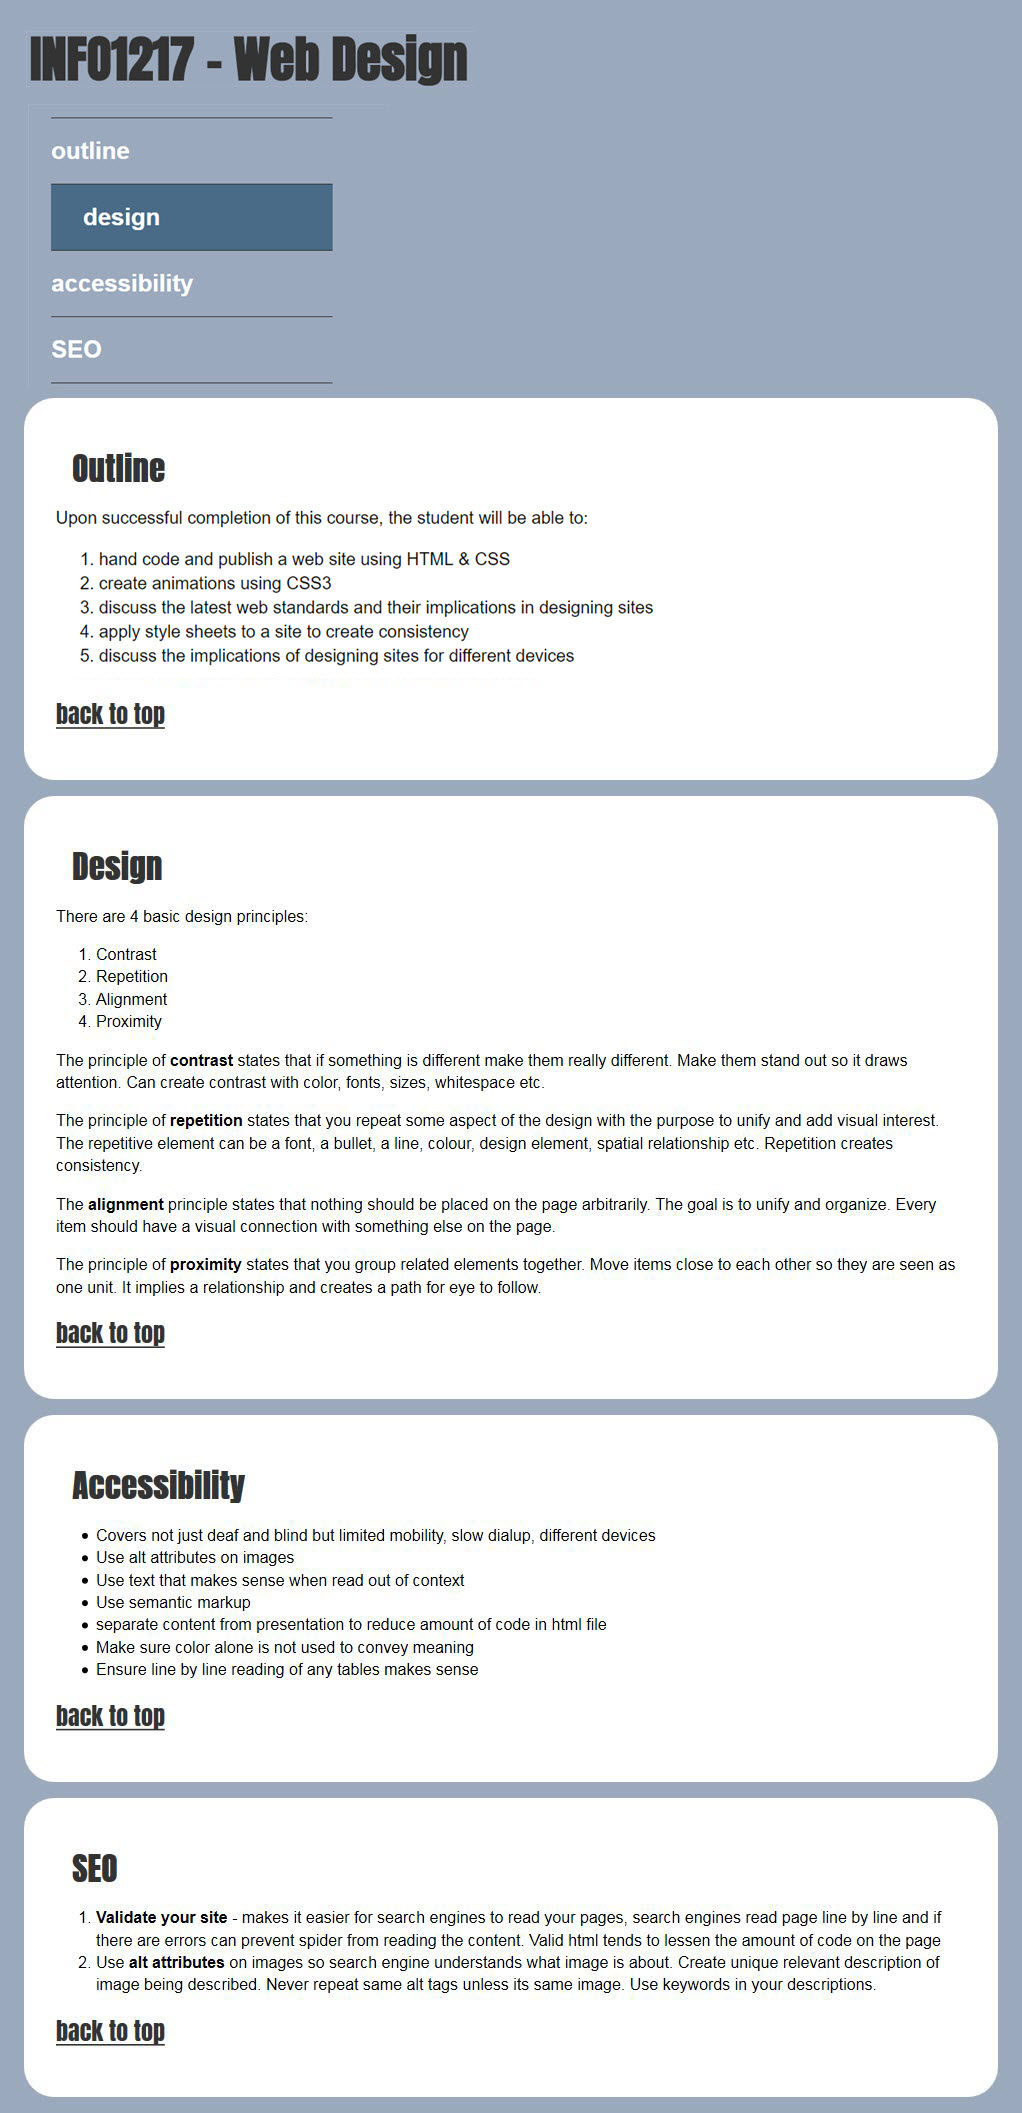 INFO1217 - Web Design
outline
design
accessibility
SEO
Outline
Upon successful completion of this course, the student will be able to:
1. hand code and publish a web site using HTML & CSS
2. create animations using CSS3
3. discuss the latest web standards and their implications in designing sites
4. apply style sheets to a site to create consistency
5. discuss the implications of designing sites for different devices
back to top
Design
There are 4 basic design principles:
1. Contrast
2. Repetition
3. Alignment
4. Proximity
The principle of contrast states that if something is different make them really different. Make them stand out so it draws
attention. Can create contrast with color, fonts, sizes, whitespace etc.
The principle of repetition states that you repeat some aspect of the design with the purpose to unify and add visual interest.
The repetitive element can be a font, a bullet, a line, colour, design element, spatial relationship etc. Repetition creates
consistency.
The alignment principle states that nothing should be placed on the page arbitrarily. The goal is to unify and organize. Every
item should have a visual connection with something else on the page.
The principle of proximity states that you group related elements together. Move items close to each other so they are seen as
one unit. It implies a relationship and creates a path for eye to follow.
back to top
Accessibility
• Covers not just deaf and blind but limited mobility, slow dialup, different devices
• Use alt attributes on images
• Use text that makes sense when read out of context
• Use semantic markup
• separate content from presentation to reduce amount of code in html file
• Make sure color alone is not used to convey meaning
• Ensure line by line reading of any tables makes sense
back to top
SEO
1. Validate your site - makes it easier for search engines to read your pages, search engines read page line by line and if
there are errors can prevent spider from reading the content. Valid html tends to lessen the amount of code on the page
2. Use alt attributes on images so search engine understands what image is about. Create unique relevant description of
image being described. Never repeat same alt tags unless its same image. Use keywords in your descriptions.
back to top